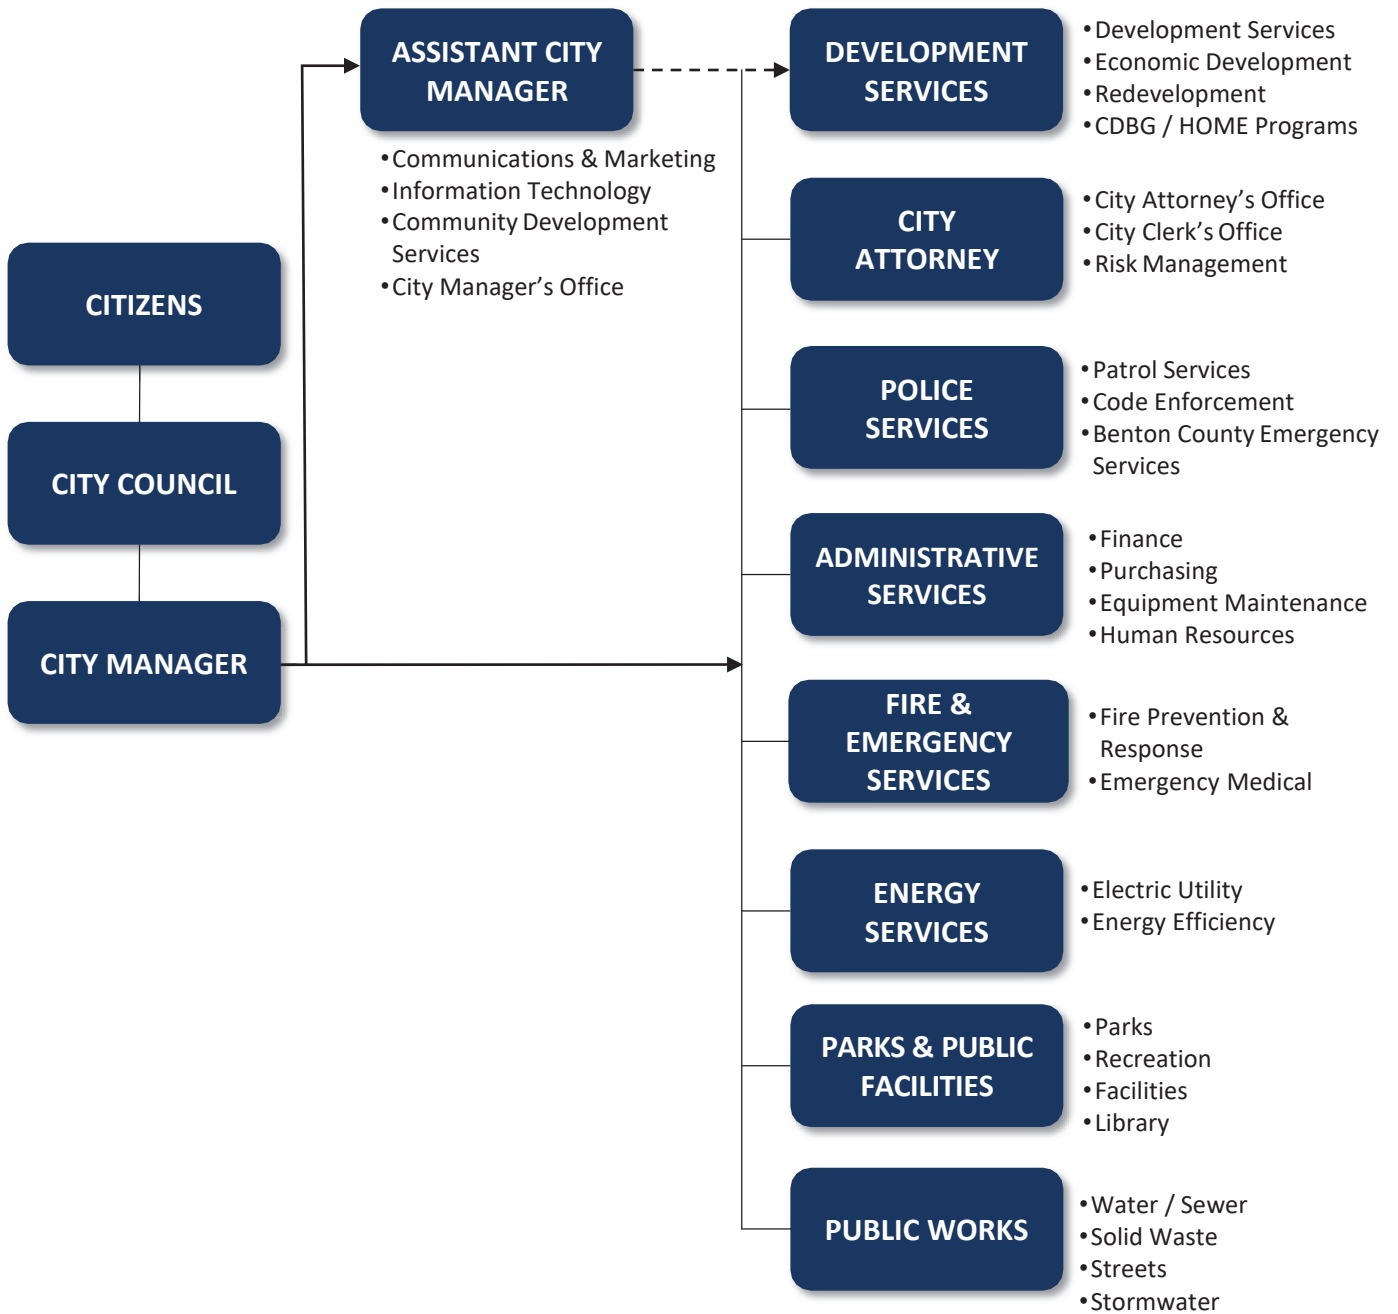 ASSISTANT CITY
MANAGER
•Communications & Marketing
•Information Technology
•Community Development
Services
•City Manager’s Office
CITIZENS
CITY COUNCIL
CITY MANAGER
DEVELOPMENT
SERVICES
•Development Services
•Economic Development
•Redevelopment
•CDBG / HOME Programs
CITY
ATTORNEY
•City Attorney’s Office
•City Clerk’s Office
•Risk Management
POLICE
SERVICES
•Patrol Services
•Code Enforcement
•Benton County Emergency
Services
ADMINISTRATIVE
SERVICES
•Finance
•Purchasing
•Equipment Maintenance
•Human Resources
FIRE &
EMERGENCY
SERVICES
•Fire Prevention &
Response
•Emergency Medical
ENERGY
SERVICES
•Electric Utility
•Energy Efficiency
PARKS & PUBLIC
FACILITIES
•Parks
•Recreation
•Facilities
•Library
PUBLIC WORKS
•Water / Sewer
•Solid Waste
•Streets
•Stormwater